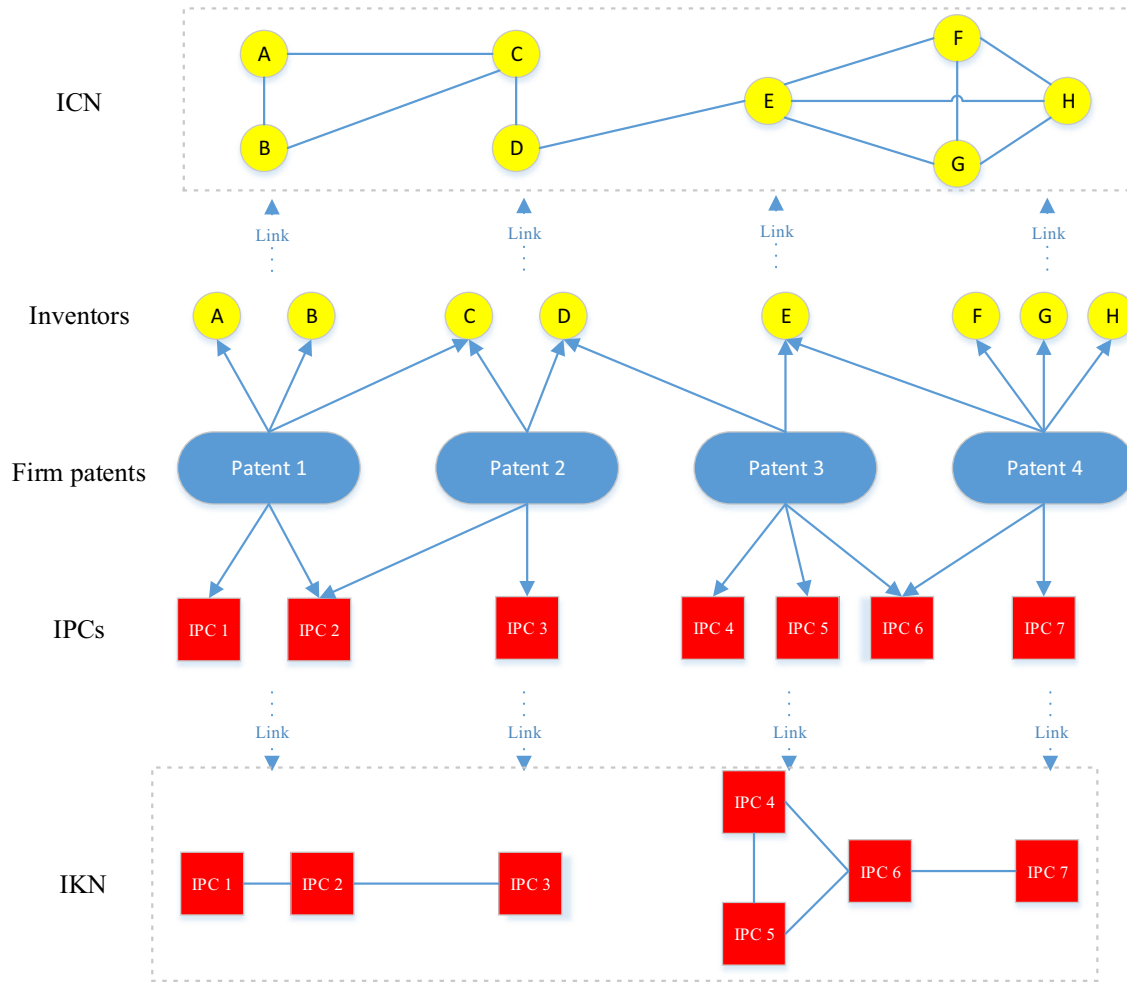 F
A
C
ICN
E
H
B
D
G
Link
Link
Link
Link
Inventors
A
B
C
D
E
F
G
H
Firm patents
Patent 1
Patent 2
Patent 3
Patent 4
IPCs
IPC 1
IPC 2
IPC 3
IPC 4
IPC 5
IPC 6
IPC 7
Link
Link
Link
Link
IPC 4
IKN
IPC 1
IPC 2
IPC 3
IPC 6
IPC 7
IPC 5